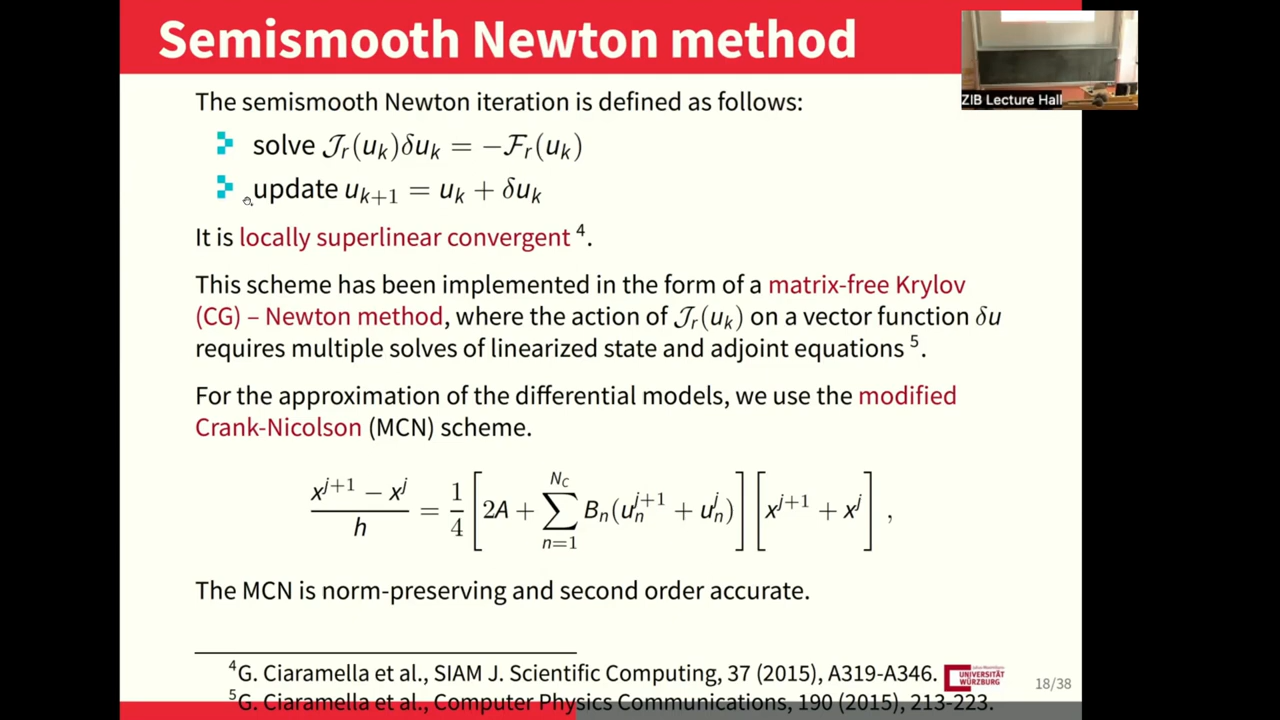 Semismooth Newton method
ZIB Lecture Hall
The semismooth Newton iteration is defined as follows:
solve 𝒥_r(u_k)δu_k = −ℱ_r(u_k)
update u_{k+1} = u_k + δu_k
It is locally superlinear convergent ⁴.
This scheme has been implemented in the form of a matrix-free Krylov
(CG) – Newton method, where the action of 𝒥_r(u_k) on a vector function δu
requires multiple solves of linearized state and adjoint equations ⁵.
For the approximation of the differential models, we use the modified
Crank-Nicolson (MCN) scheme.
(x^{j+1} − x^j)/h = 1/4 [2A + ∑_{n=1}^{N_C} B_n(u_n^{j+1} + u_n^j)] [x^{j+1} + x^j] ,
The MCN is norm-preserving and second order accurate.
⁴G. Ciaramella et al., SIAM J. Scientific Computing, 37 (2015), A319-A346.
⁵G. Ciaramella et al., Computer Physics Communications, 190 (2015), 213-223.
UNIVERSITÄT
WÜRZBURG
18/38